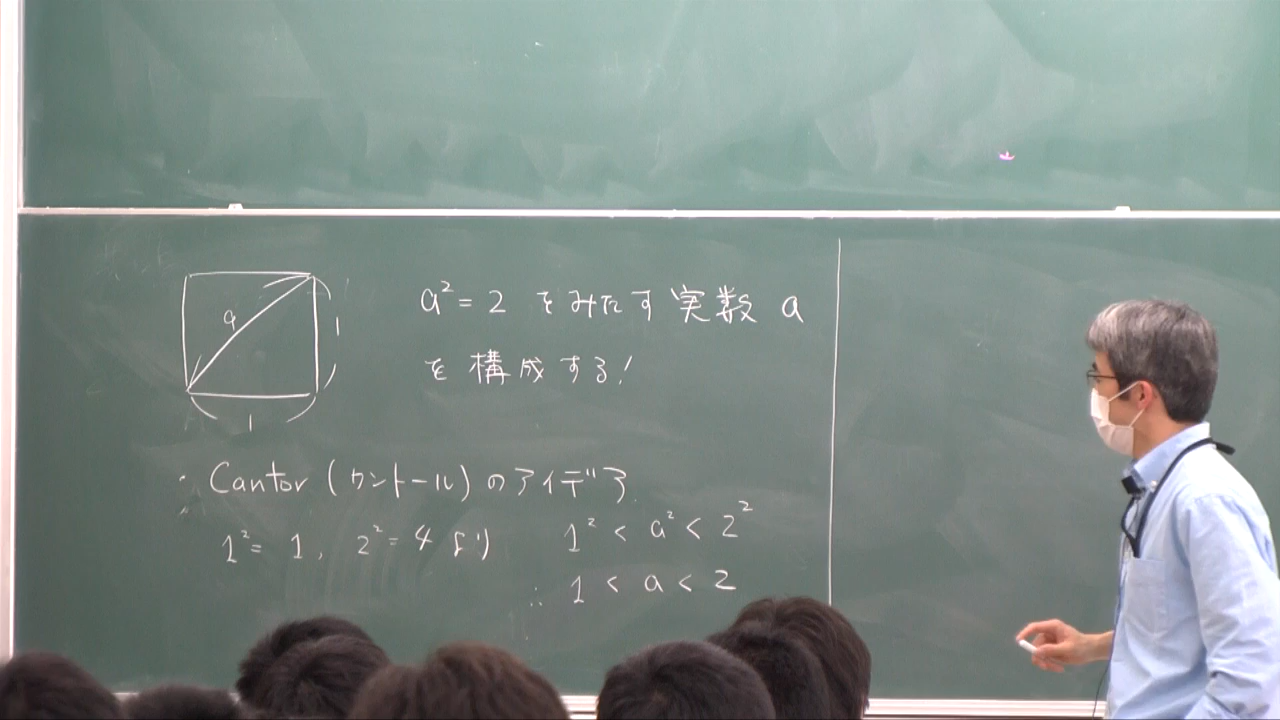 a
1
1
a² = 2 をみたす実数 a
を構成する!
・Cantor (カントール) のアイデア
1² = 1, 2² = 4 より
1² < a² < 2²
∴ 1 < a < 2